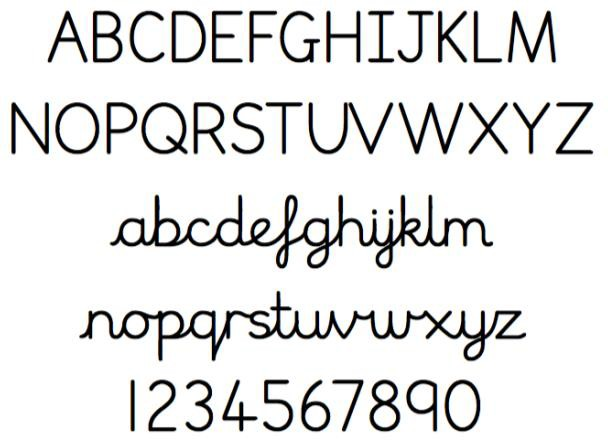 ABCDEFGHIJKLM
NOPQRSTUVWXYZ
abcdefghijklm
nopqrstuvwxyz
1234567890